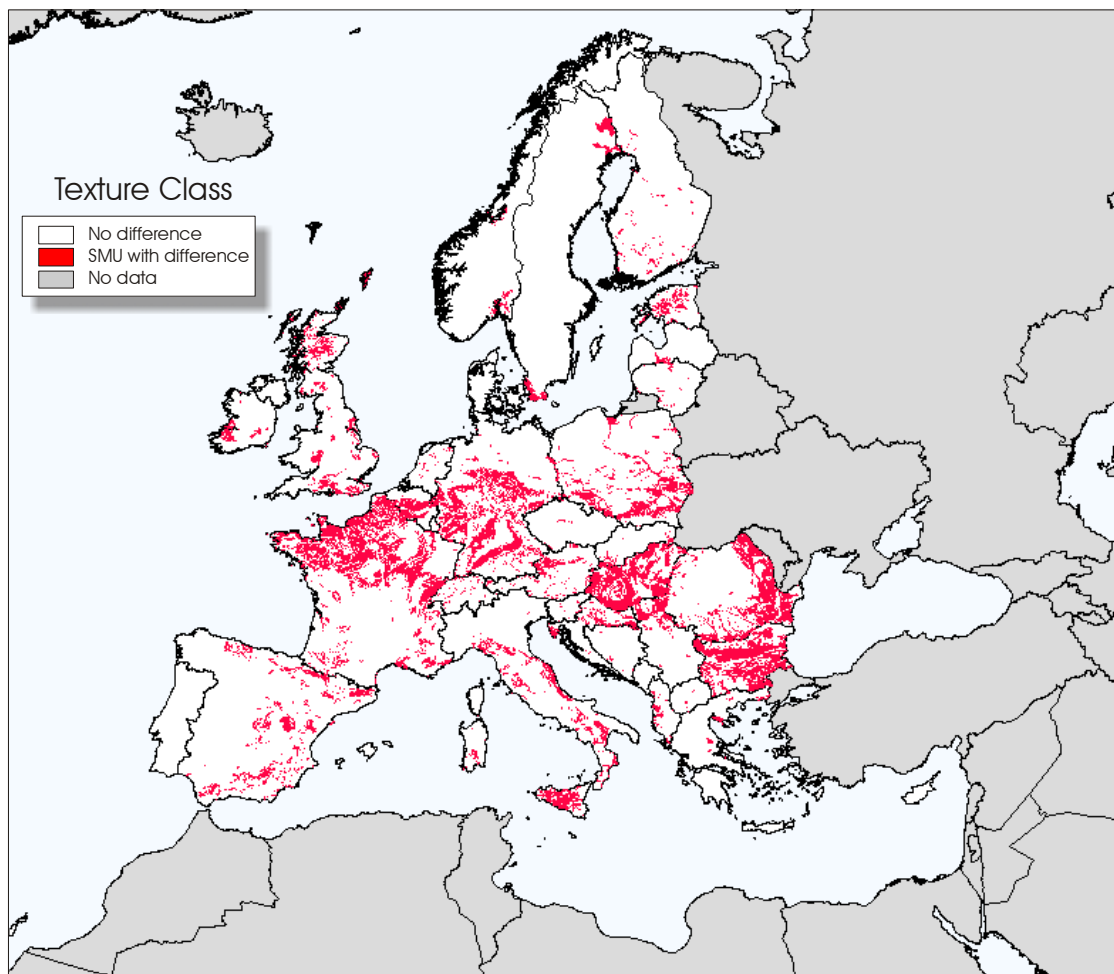 Texture Class
No difference
SMU with difference
No data